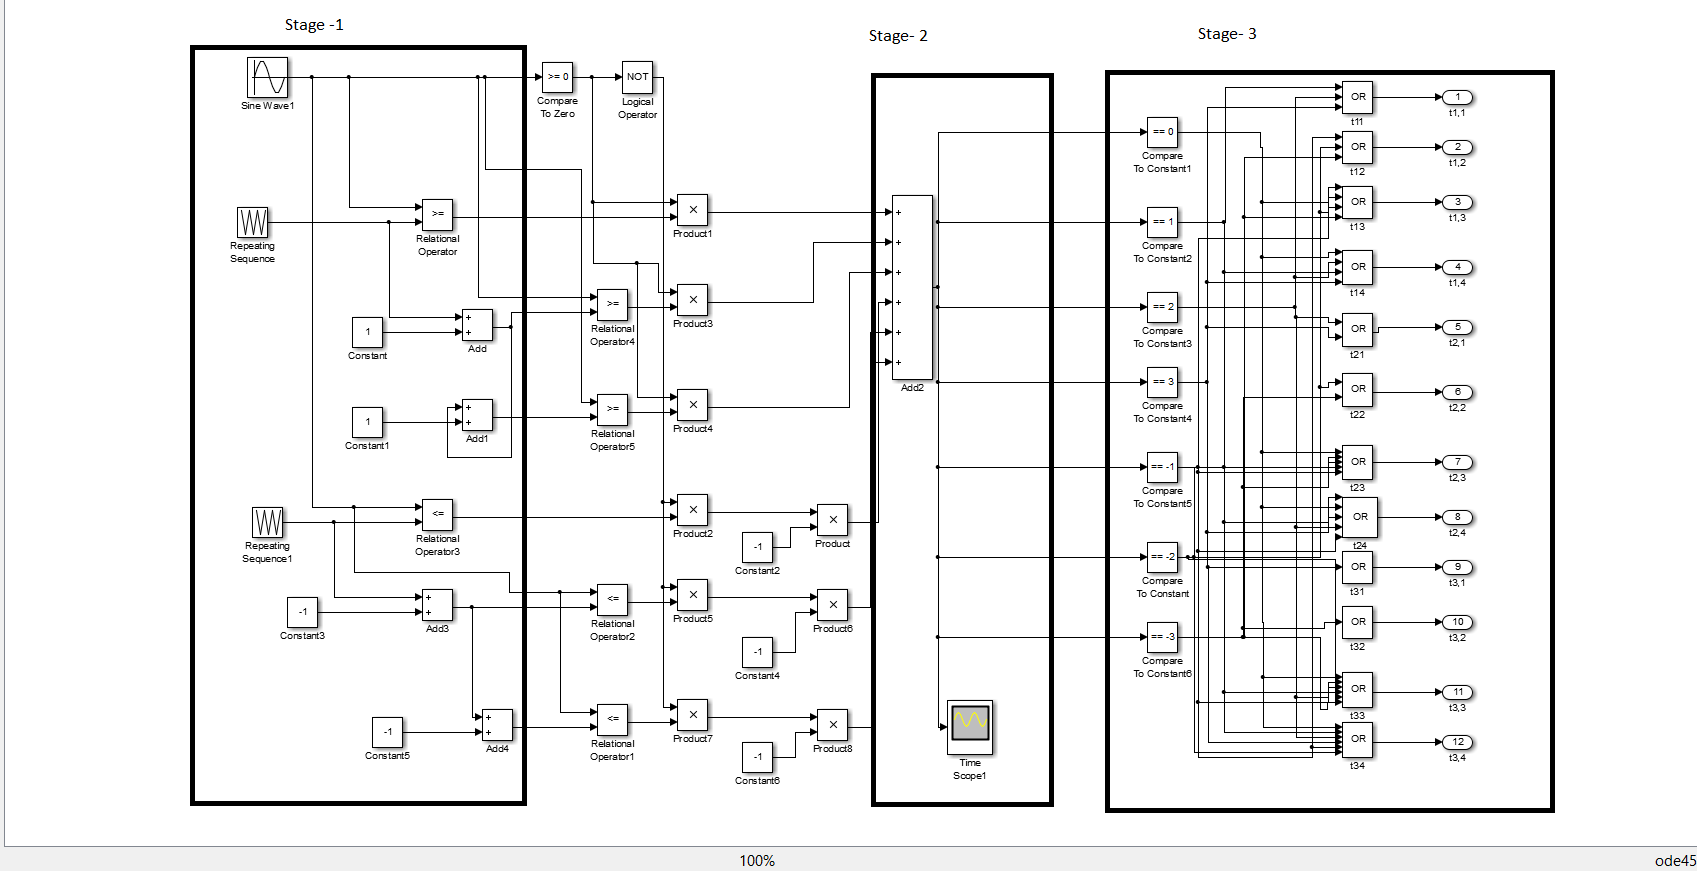 Stage -1
Stage- 2
Stage- 3
Sine Wave1
>= 0
Compare
To Zero
NOT
Logical
Operator
Repeating
Sequence
>=
Relational
Operator
×
Product1
1
Constant
+
+
Add
>=
Relational
Operator4
×
Product3
1
Constant1
+
+
Add1
>=
Relational
Operator5
×
Product4
Repeating
Sequence1
<=
Relational
Operator3
×
Product2
-1
Constant2
×
Product
-1
Constant3
+
+
Add3
<=
Relational
Operator2
×
Product5
-1
Constant4
×
Product6
-1
Constant5
+
+
Add4
<=
Relational
Operator1
×
Product7
-1
Constant6
×
Product8
+
+
+
+
+
+
Add2
Time
Scope1
== 0
Compare
To Constant1
== 1
Compare
To Constant2
== 2
Compare
To Constant3
== 3
Compare
To Constant4
== -1
Compare
To Constant5
== -2
Compare
To Constant
== -3
Compare
To Constant6
OR
t11
1
t1,1
OR
t12
2
t1,2
OR
t13
3
t1,3
OR
t14
4
t1,4
OR
t21
5
t2,1
OR
t22
6
t2,2
OR
t23
7
t2,3
OR
t24
8
t2,4
OR
t31
9
t3,1
OR
t32
10
t3,2
OR
t33
11
t3,3
OR
t34
12
t3,4
100%
ode45